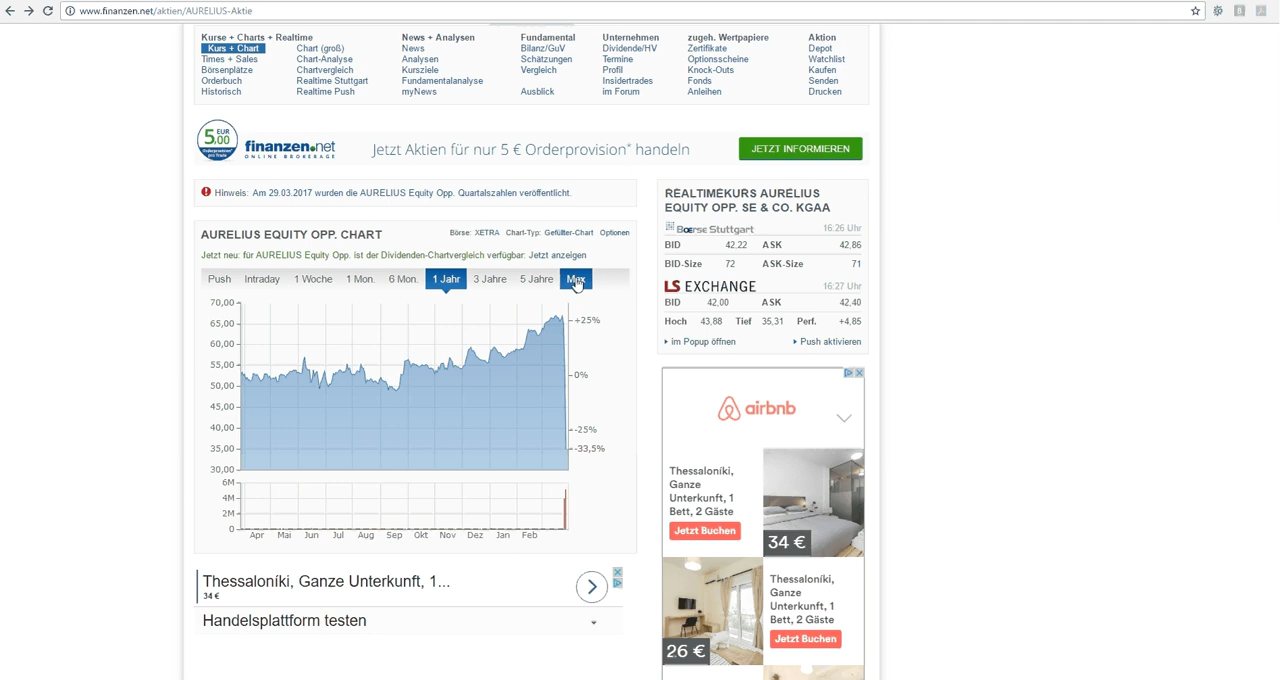 www.finanzen.net/aktien/AURELIUS-Aktie
Kurse + Charts + Realtime
News + Analysen
Fundamental
Unternehmen
zugeh. Wertpapiere
Aktion
Kurs + Chart
Chart (groß)
News
Bilanz/GuV
Dividende/HV
Zertifikate
Depot
Times + Sales
Chart-Analyse
Analysen
Schätzungen
Termine
Optionsscheine
Watchlist
Börsenplätze
Chartvergleich
Kursziele
Vergleich
Profil
Knock-Outs
Kaufen
Orderbuch
Realtime Stuttgart
Fundamentalanalyse
Insidertrades
Fonds
Senden
Historisch
Realtime Push
myNews
Ausblick
im Forum
Anleihen
Drucken
5,00 EUR
finanzen.net
ONLINE BROKERAGE
Jetzt Aktien für nur 5 € Orderprovision* handeln
JETZT INFORMIEREN
Hinweis: Am 29.03.2017 wurden die AURELIUS Equity Opp. Quartalszahlen veröffentlicht.
AURELIUS EQUITY OPP. CHART
Börse: XETRA Chart-Typ: Gefüllter-Chart Optionen
Jetzt neu: für AURELIUS Equity Opp. ist der Dividenden-Chartvergleich verfügbar: Jetzt anzeigen
Push Intraday 1 Woche 1 Mon. 6 Mon. 1 Jahr 3 Jahre 5 Jahre Max
70,00
65,00
60,00
55,00
50,00
45,00
40,00
35,00
30,00
+25%
0%
-25%
-33,5%
6M
4M
2M
0
Apr Mai Jun Jul Aug Sep Okt Nov Dez Jan Feb
Thessaloníki, Ganze Unterkunft, 1...
34 €
Handelsplattform testen
REALTIMEKURS AURELIUS
EQUITY OPP. SE & CO. KGAA
Boerse Stuttgart 16:26 Uhr
BID 42,22 ASK 42,86
BID-Size 72 ASK-Size 71
LS EXCHANGE 16:27 Uhr
BID 42,00 ASK 42,40
Hoch 43,88 Tief 35,31 Perf. +4,85
im Popup öffnen Push aktivieren
airbnb
Thessaloníki,
Ganze
Unterkunft, 1
Bett, 2 Gäste
Jetzt Buchen
34 €
Thessaloníki,
Ganze
Unterkunft, 1
Bett, 2 Gäste
Jetzt Buchen
26 €